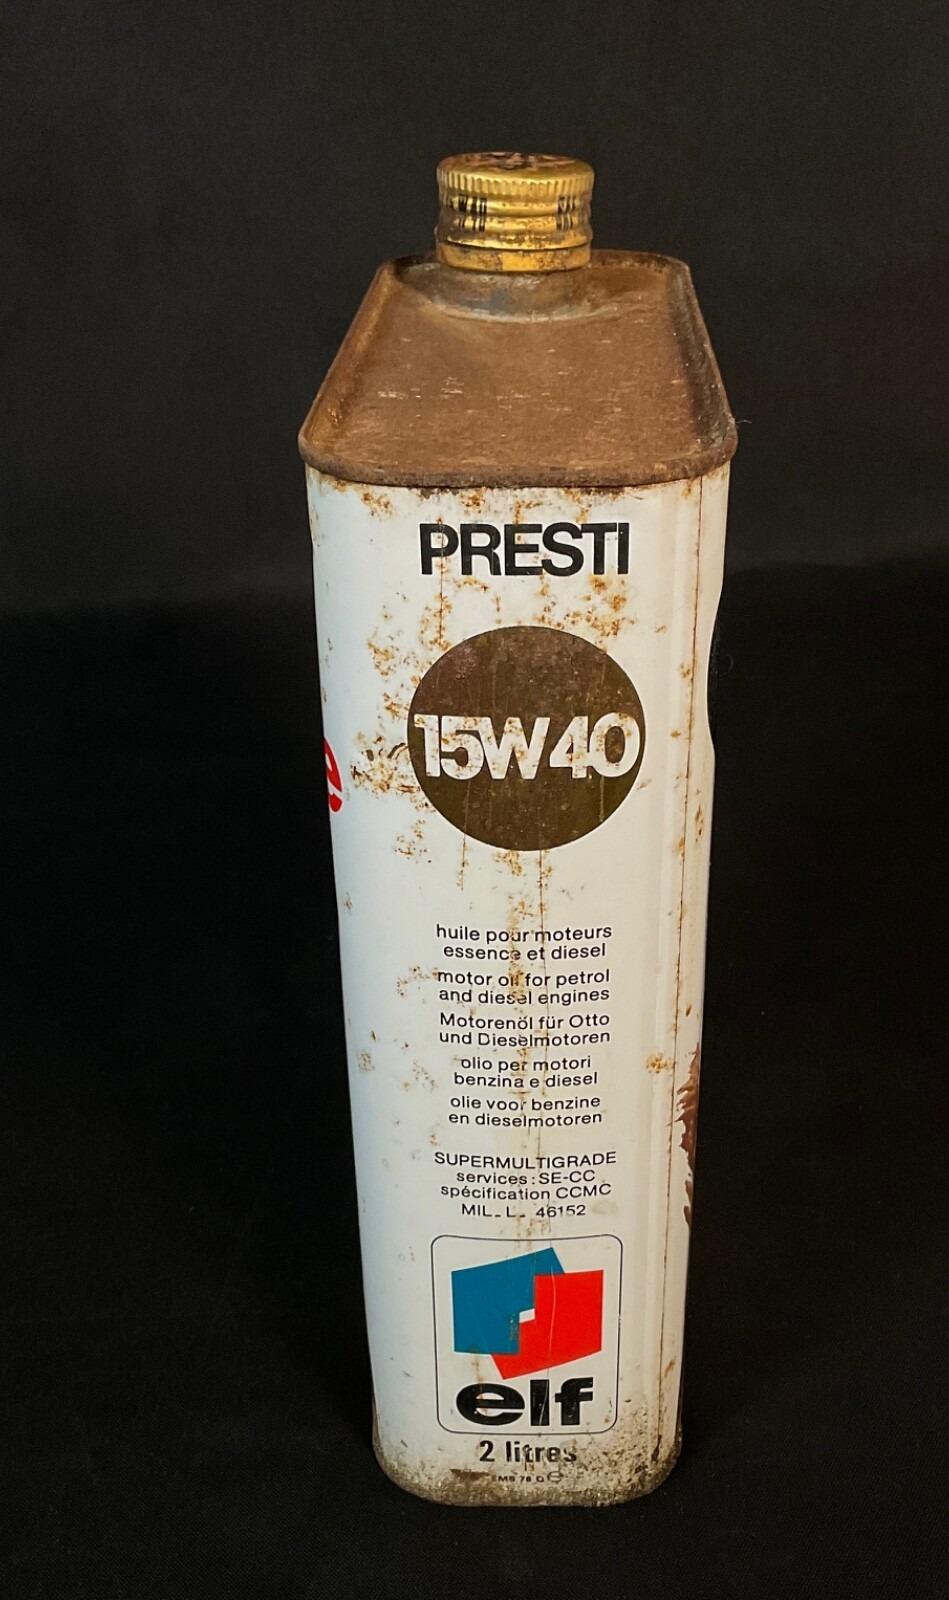 W40
PRESTI
15W40
e
huile pour moteurs
essence et diesel
motor oil for petrol
and diesel engines
Motorenöl für Otto
und Dieselmotoren
olio per motori
benzina e diesel
olie voor benzine
en dieselmotoren
SUPERMULTIGRADE
services : SE-CC
spécification CCMC
MIL_L_ 46152
elf
2 litres